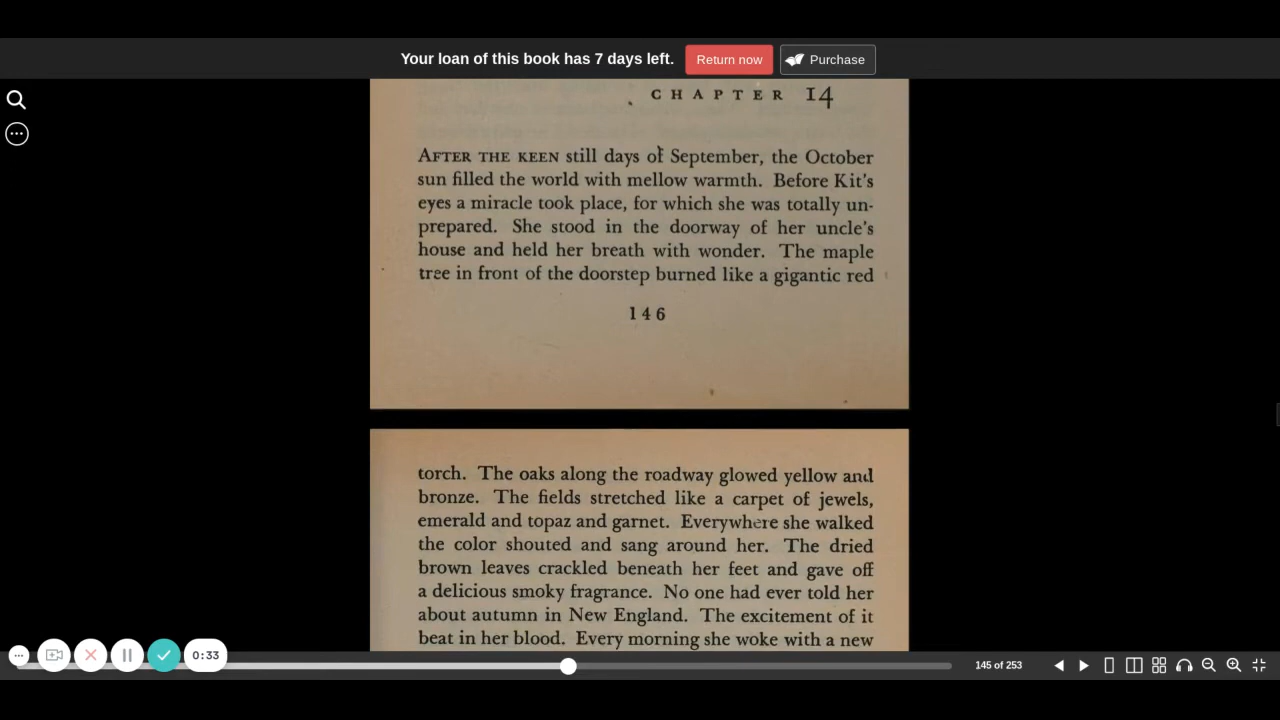 Your loan of this book has 7 days left.
Return now
Purchase
CHAPTER 14
AFTER THE KEEN still days of September, the October
sun filled the world with mellow warmth. Before Kit's
eyes a miracle took place, for which she was totally un-
prepared. She stood in the doorway of her uncle's
house and held her breath with wonder. The maple
tree in front of the doorstep burned like a gigantic red
146
torch. The oaks along the roadway glowed yellow and
bronze. The fields stretched like a carpet of jewels,
emerald and topaz and garnet. Everywhere she walked
the color shouted and sang around her. The dried
brown leaves crackled beneath her feet and gave off
a delicious smoky fragrance. No one had ever told her
about autumn in New England. The excitement of it
beat in her blood. Every morning she woke with a new
0:33
145 of 253